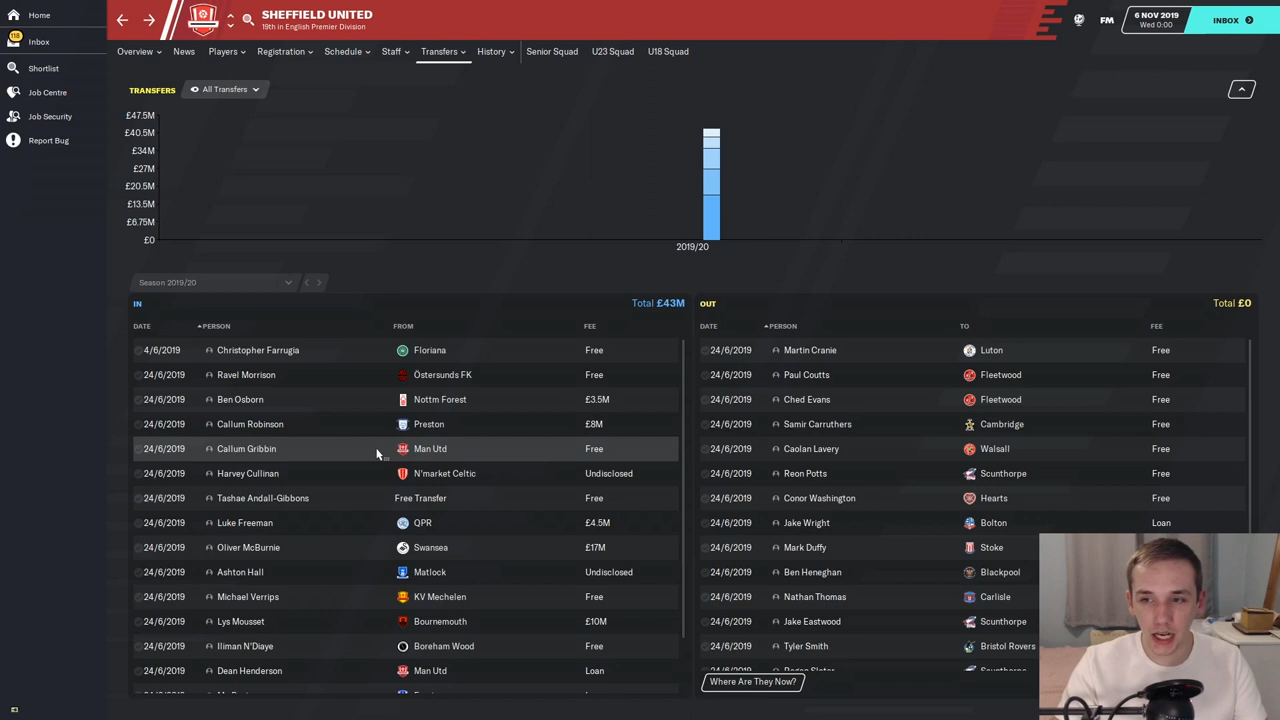 Home
118
Inbox
Shortlist
Job Centre
Job Security
Report Bug
SHEFFIELD UNITED
19th in English Premier Division
FM
6 NOV 2019
Wed 0:00
INBOX
Overview News Players Registration Schedule Staff Transfers History Senior Squad U23 Squad U18 Squad
TRANSFERS All Transfers
£47.5M
£40.5M
£34M
£27M
£20.5M
£13.5M
£6.75M
£0
2019/20
Season 2019/20
IN Total £43M
DATE PERSON FROM FEE
4/6/2019 Christopher Farrugia Floriana Free
24/6/2019 Ravel Morrison Östersunds FK Free
24/6/2019 Ben Osborn Nottm Forest £3.5M
24/6/2019 Callum Robinson Preston £8M
24/6/2019 Callum Gribbin Man Utd Free
24/6/2019 Harvey Cullinan N'market Celtic Undisclosed
24/6/2019 Tashae Andall-Gibbons Free Transfer Free
24/6/2019 Luke Freeman QPR £4.5M
24/6/2019 Oliver McBurnie Swansea £17M
24/6/2019 Ashton Hall Matlock Undisclosed
24/6/2019 Michael Verrips KV Mechelen Free
24/6/2019 Lys Mousset Bournemouth £10M
24/6/2019 Iliman N'Diaye Boreham Wood Free
24/6/2019 Dean Henderson Man Utd Loan
OUT Total £0
DATE PERSON TO FEE
24/6/2019 Martin Cranie Luton Free
24/6/2019 Paul Coutts Fleetwood Free
24/6/2019 Ched Evans Fleetwood Free
24/6/2019 Samir Carruthers Cambridge Free
24/6/2019 Caolan Lavery Walsall Free
24/6/2019 Reon Potts Scunthorpe Free
24/6/2019 Conor Washington Hearts Free
24/6/2019 Jake Wright Bolton Loan
24/6/2019 Mark Duffy Stoke
24/6/2019 Ben Heneghan Blackpool
24/6/2019 Nathan Thomas Carlisle
24/6/2019 Jake Eastwood Scunthorpe
24/6/2019 Tyler Smith Bristol Rovers
Where Are They Now?